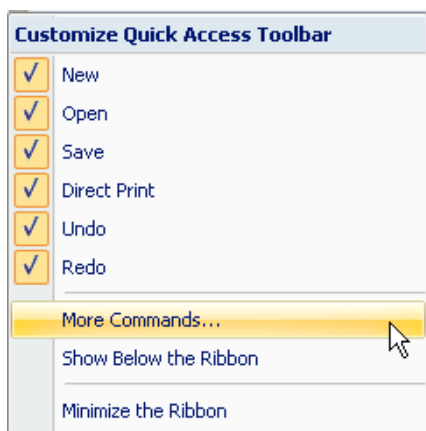 Customize Quick Access Toolbar
New
Open
Save
Direct Print
Undo
Redo
More Commands...
Show Below the Ribbon
Minimize the Ribbon